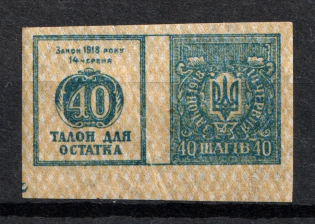 Закон 1918 року
14 червня
40
ТАЛОН ДЛЯ
ОСТАТКА
40 ШАГІВ 40